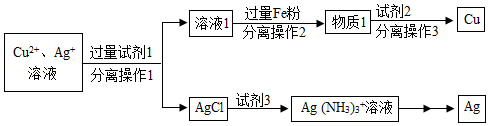 Cu²⁺、Ag⁺
溶液
过量试剂1
分离操作1
溶液1
过量Fe粉
分离操作2
物质1
试剂2
分离操作3
Cu
AgCl
试剂3
Ag (NH₃)₃⁺溶液
Ag